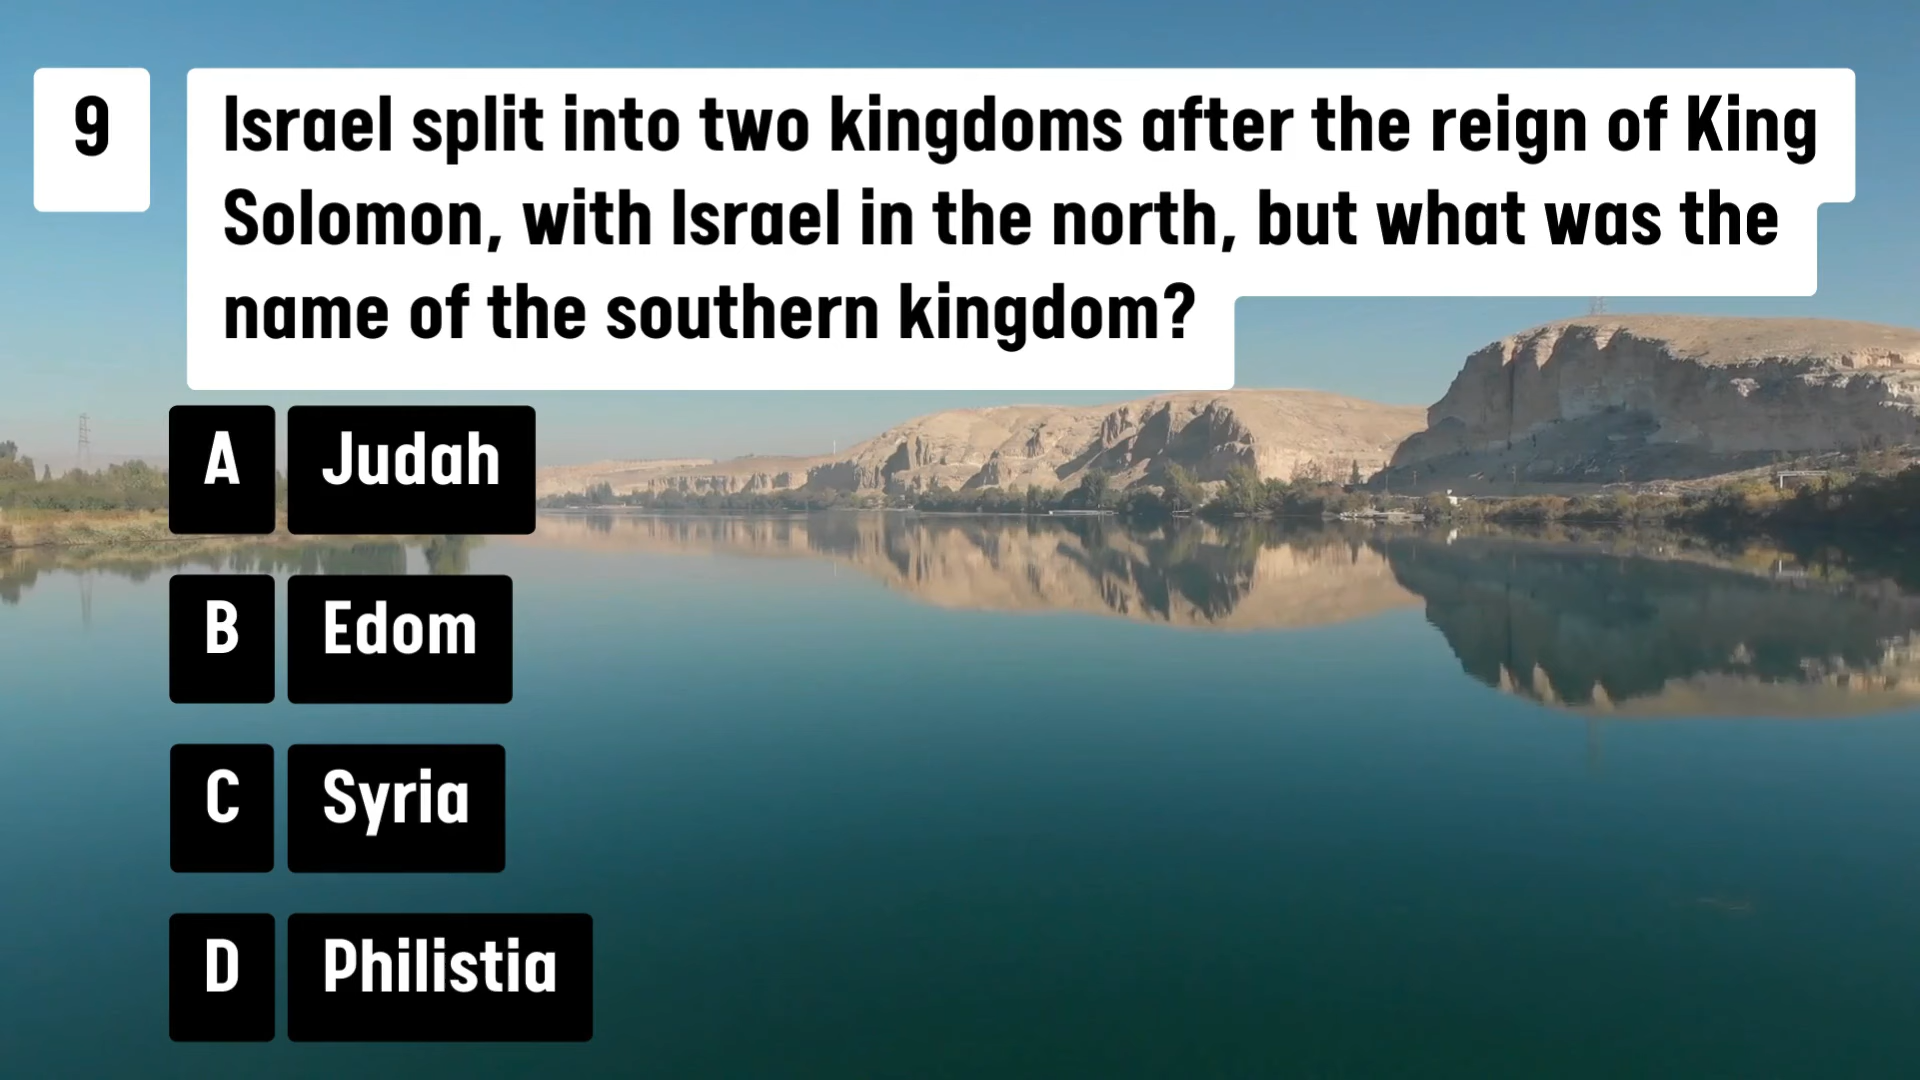 9
Israel split into two kingdoms after the reign of King
Solomon, with Israel in the north, but what was the
name of the southern kingdom?
A Judah
B Edom
C Syria
D Philistia